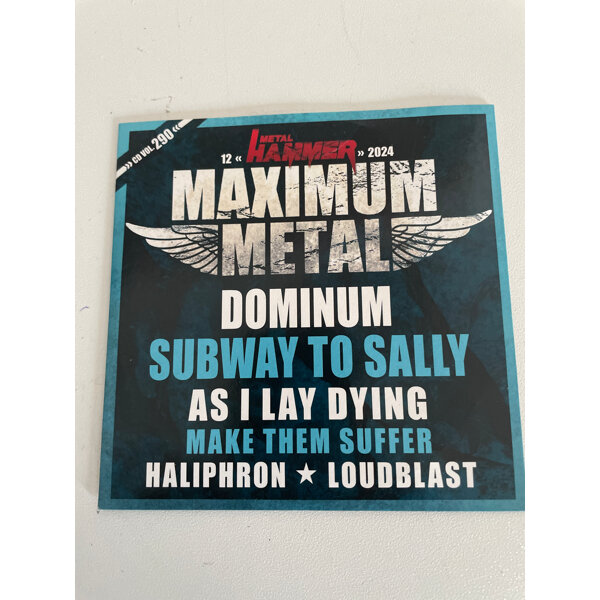 »» CD VOL. 290 ««
12 « METAL HAMMER » 2024
MAXIMUM
METAL
DOMINUM
SUBWAY TO SALLY
AS I LAY DYING
MAKE THEM SUFFER
HALIPHRON ★ LOUDBLAST